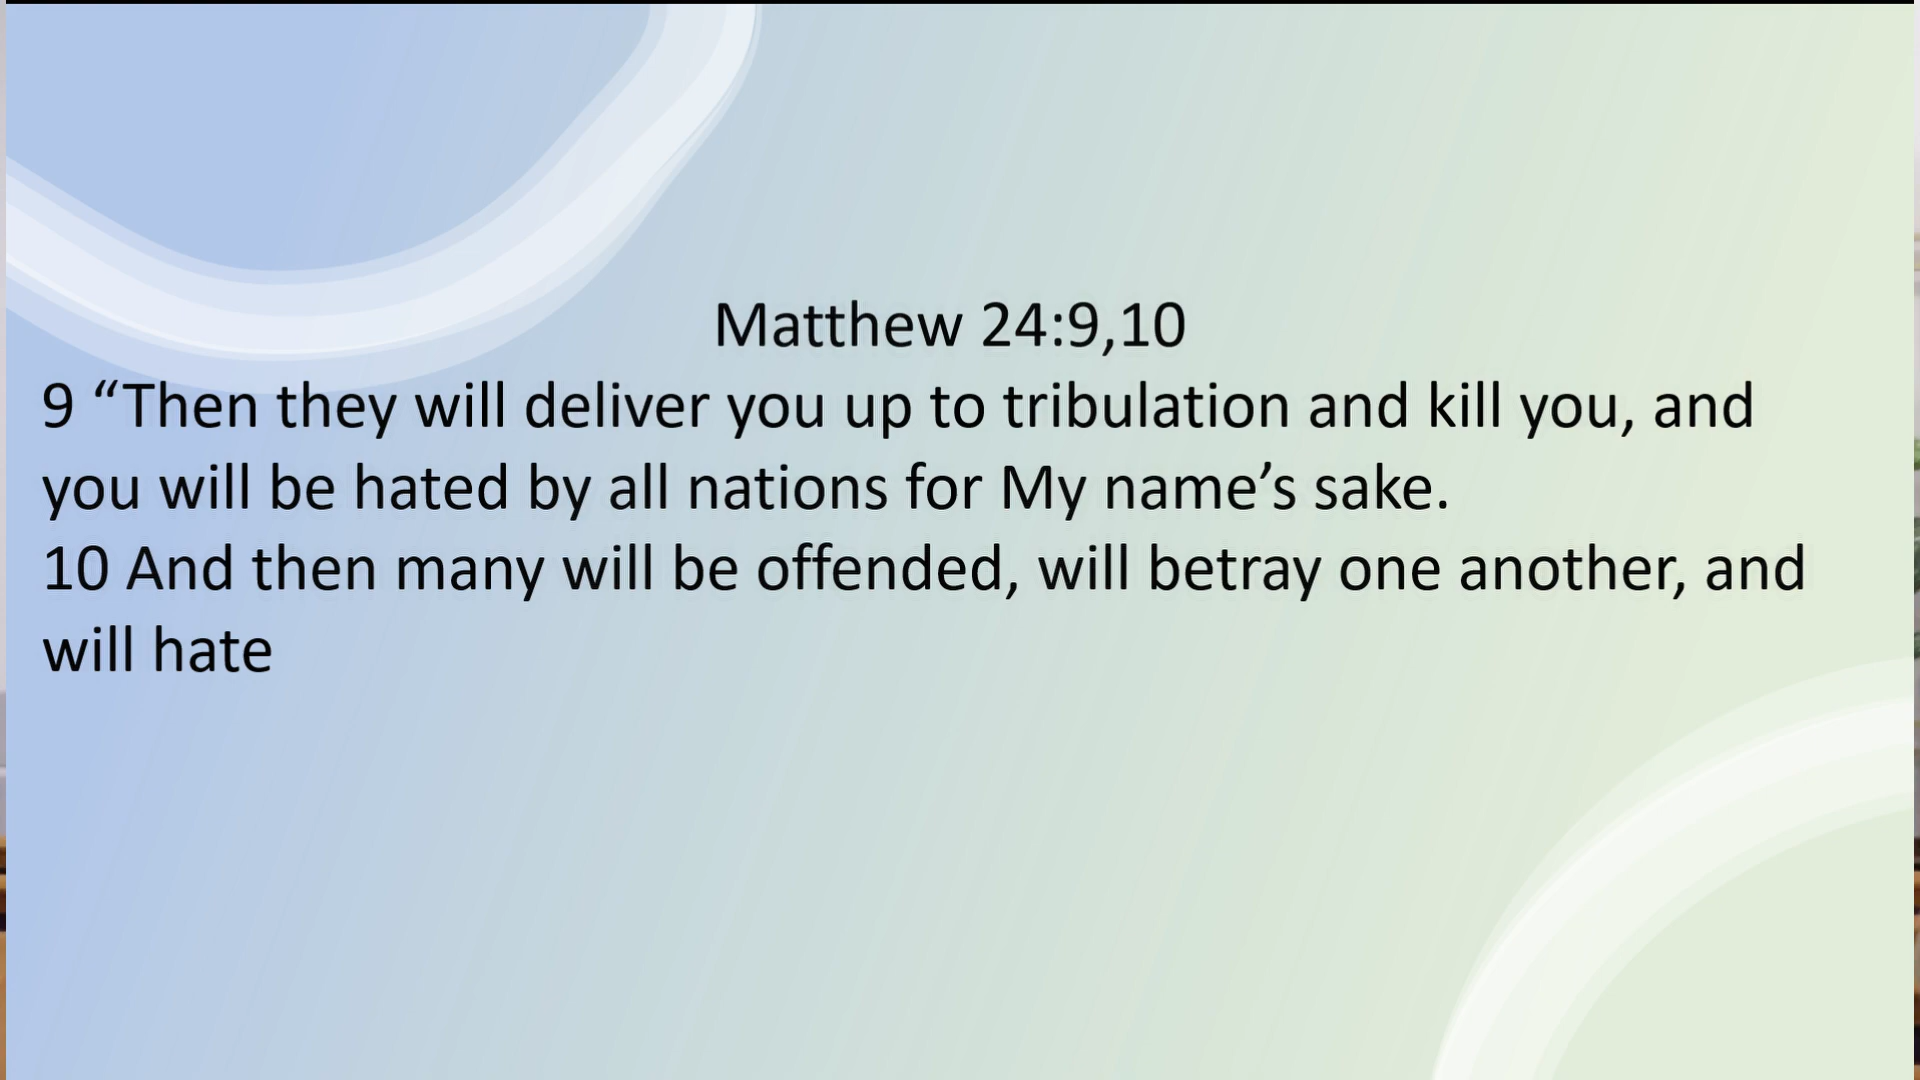 Matthew 24:9,10
9 “Then they will deliver you up to tribulation and kill you, and
you will be hated by all nations for My name’s sake.
10 And then many will be offended, will betray one another, and
will hate